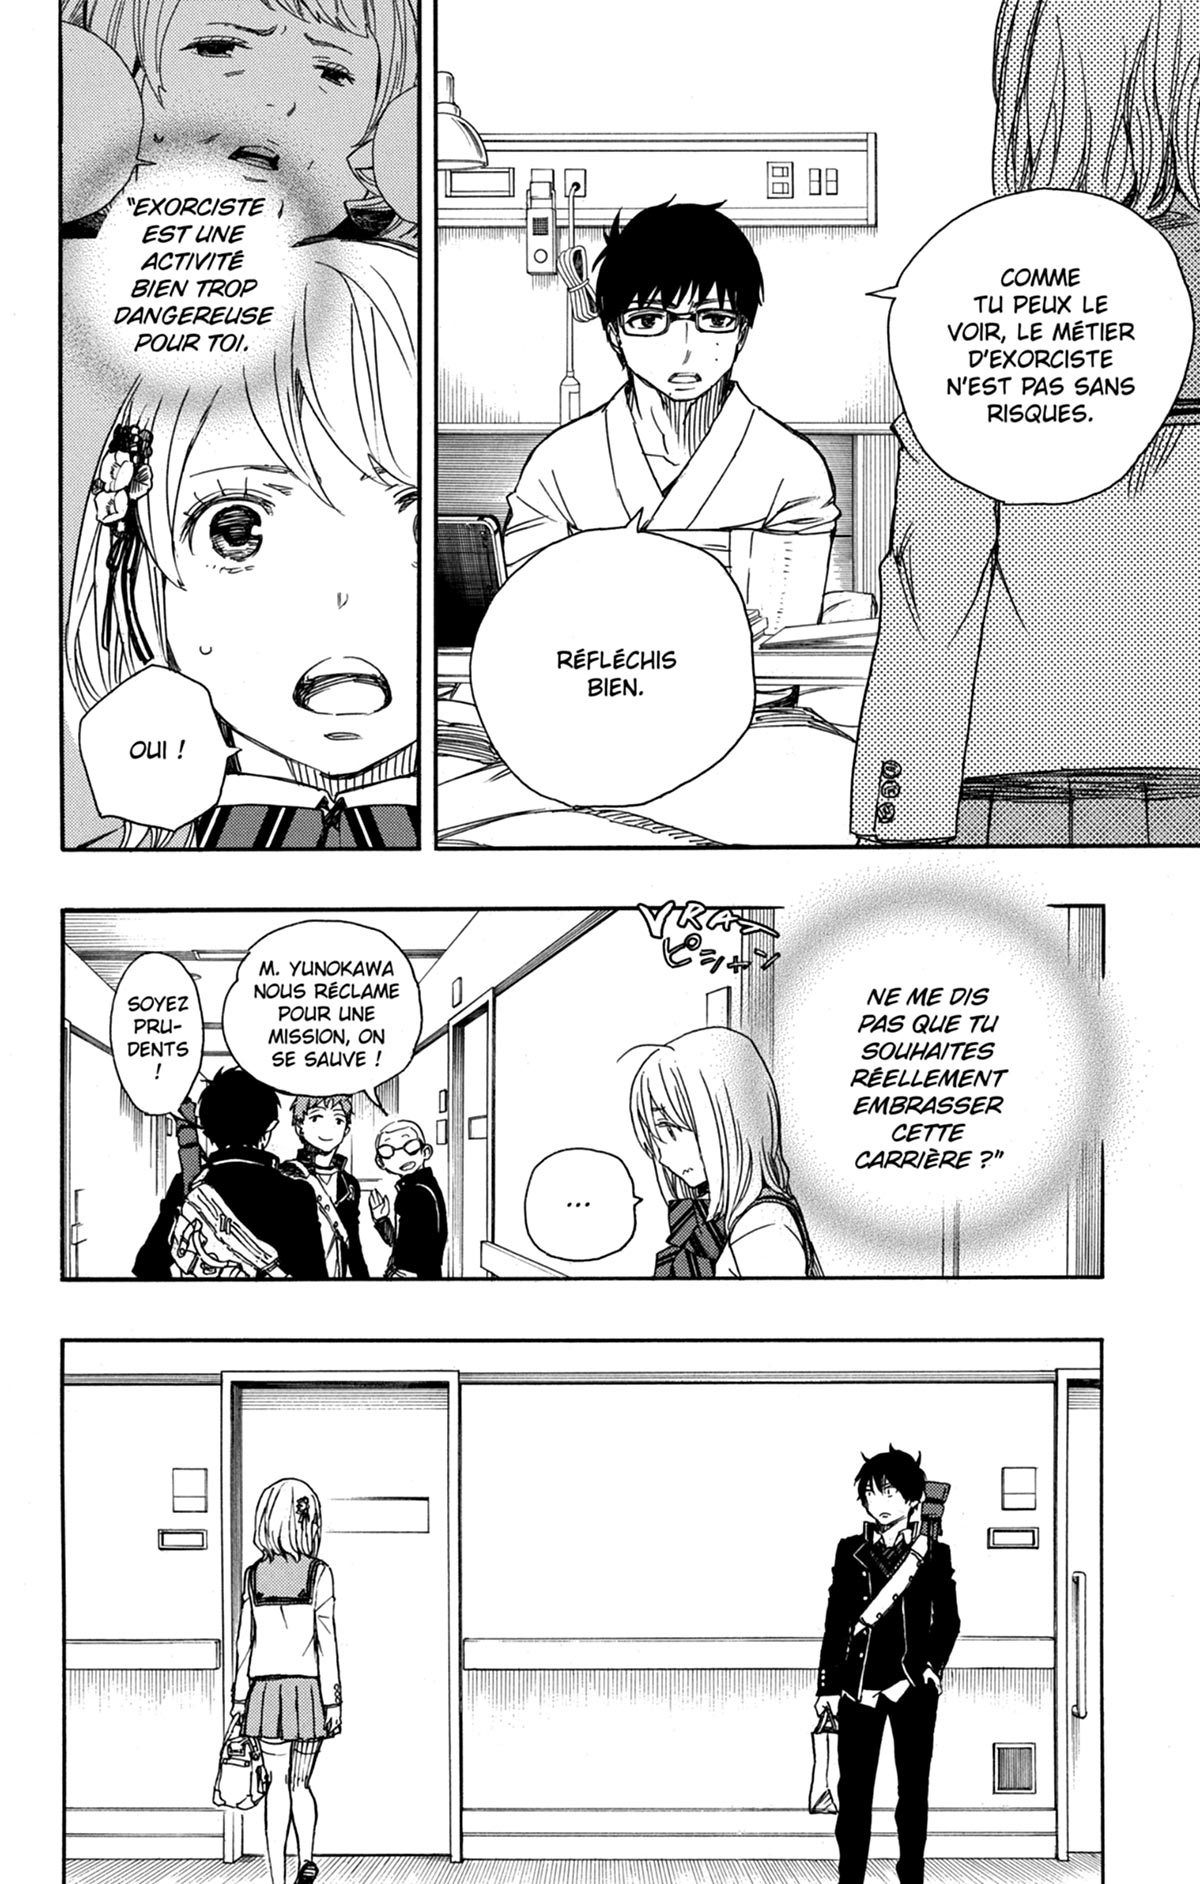 COMME
TU PEUX LE
VOIR, LE MÉTIER
D'EXORCISTE
N'EST PAS SANS
RISQUES.
RÉFLÉCHIS
BIEN.
"EXORCISTE
EST UNE
ACTIVITÉ
BIEN TROP
DANGEREUSE
POUR TOI.
OUI !
NE ME DIS
PAS QUE TU
SOUHAITES
RÉELLEMENT
EMBRASSER
CETTE
CARRIÈRE ?"
VRAM
ピシャン
...
M. YUNOKAWA
NOUS RÉCLAME
POUR UNE
MISSION, ON
SE SAUVE !
SOYEZ
PRU-
DENTS
!